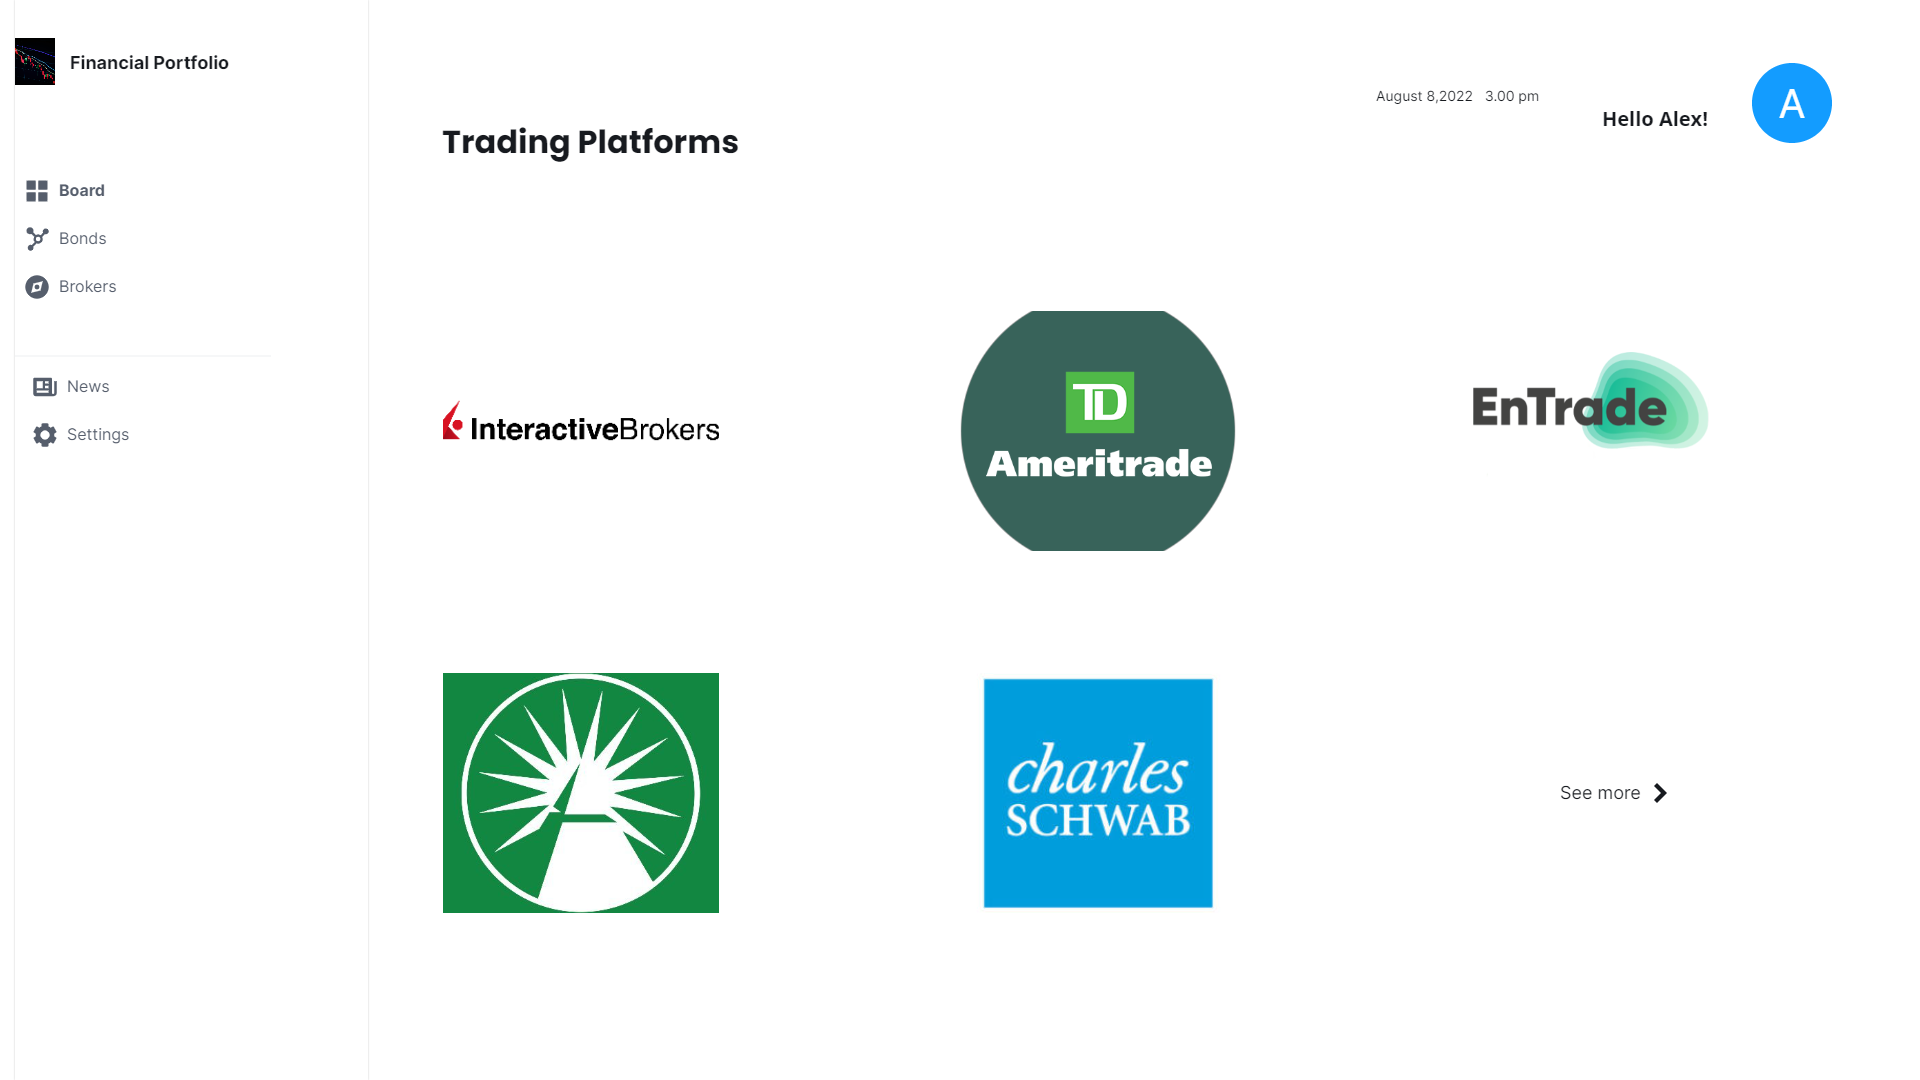 Financial Portfolio
August 8,2022 3.00 pm
Hello Alex!
A
Trading Platforms
Board
Bonds
Brokers
News
Settings
InteractiveBrokers
TD
Ameritrade
EnTrade
charles
SCHWAB
See more